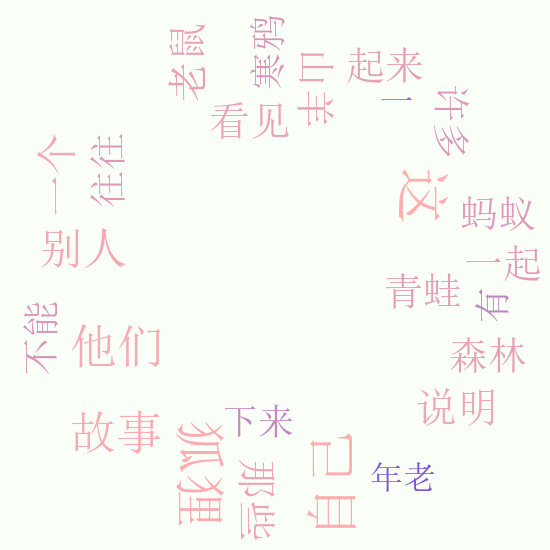 老鼠
寒鸦
山羊
起来
一
许多
看见
一个
往往
这
蚂蚁
别人
一起
青蛙
有
不能
他们
森林
说明
故事
狐狸
下来
那些
自己
年老